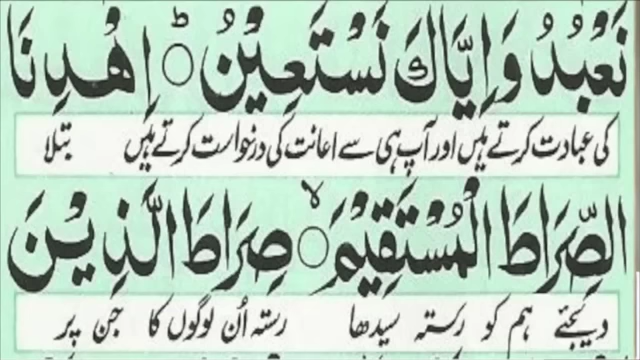 نَعْبُدُ وَاِیَّاكَ نَسْتَعِیْنُ ؕ اِهْدِنَا
کی عبادت کرتے ہیں اور آپ ہی سے اعانت کی درخواست کرتے ہیں بتلا
الصِّرَاطَ الْمُسْتَقِیْمَ ۙ صِرَاطَ الَّذِیْنَ
دیجئے ہم کو رستہ سیدھا رستہ اُن لوگوں کا جن پر